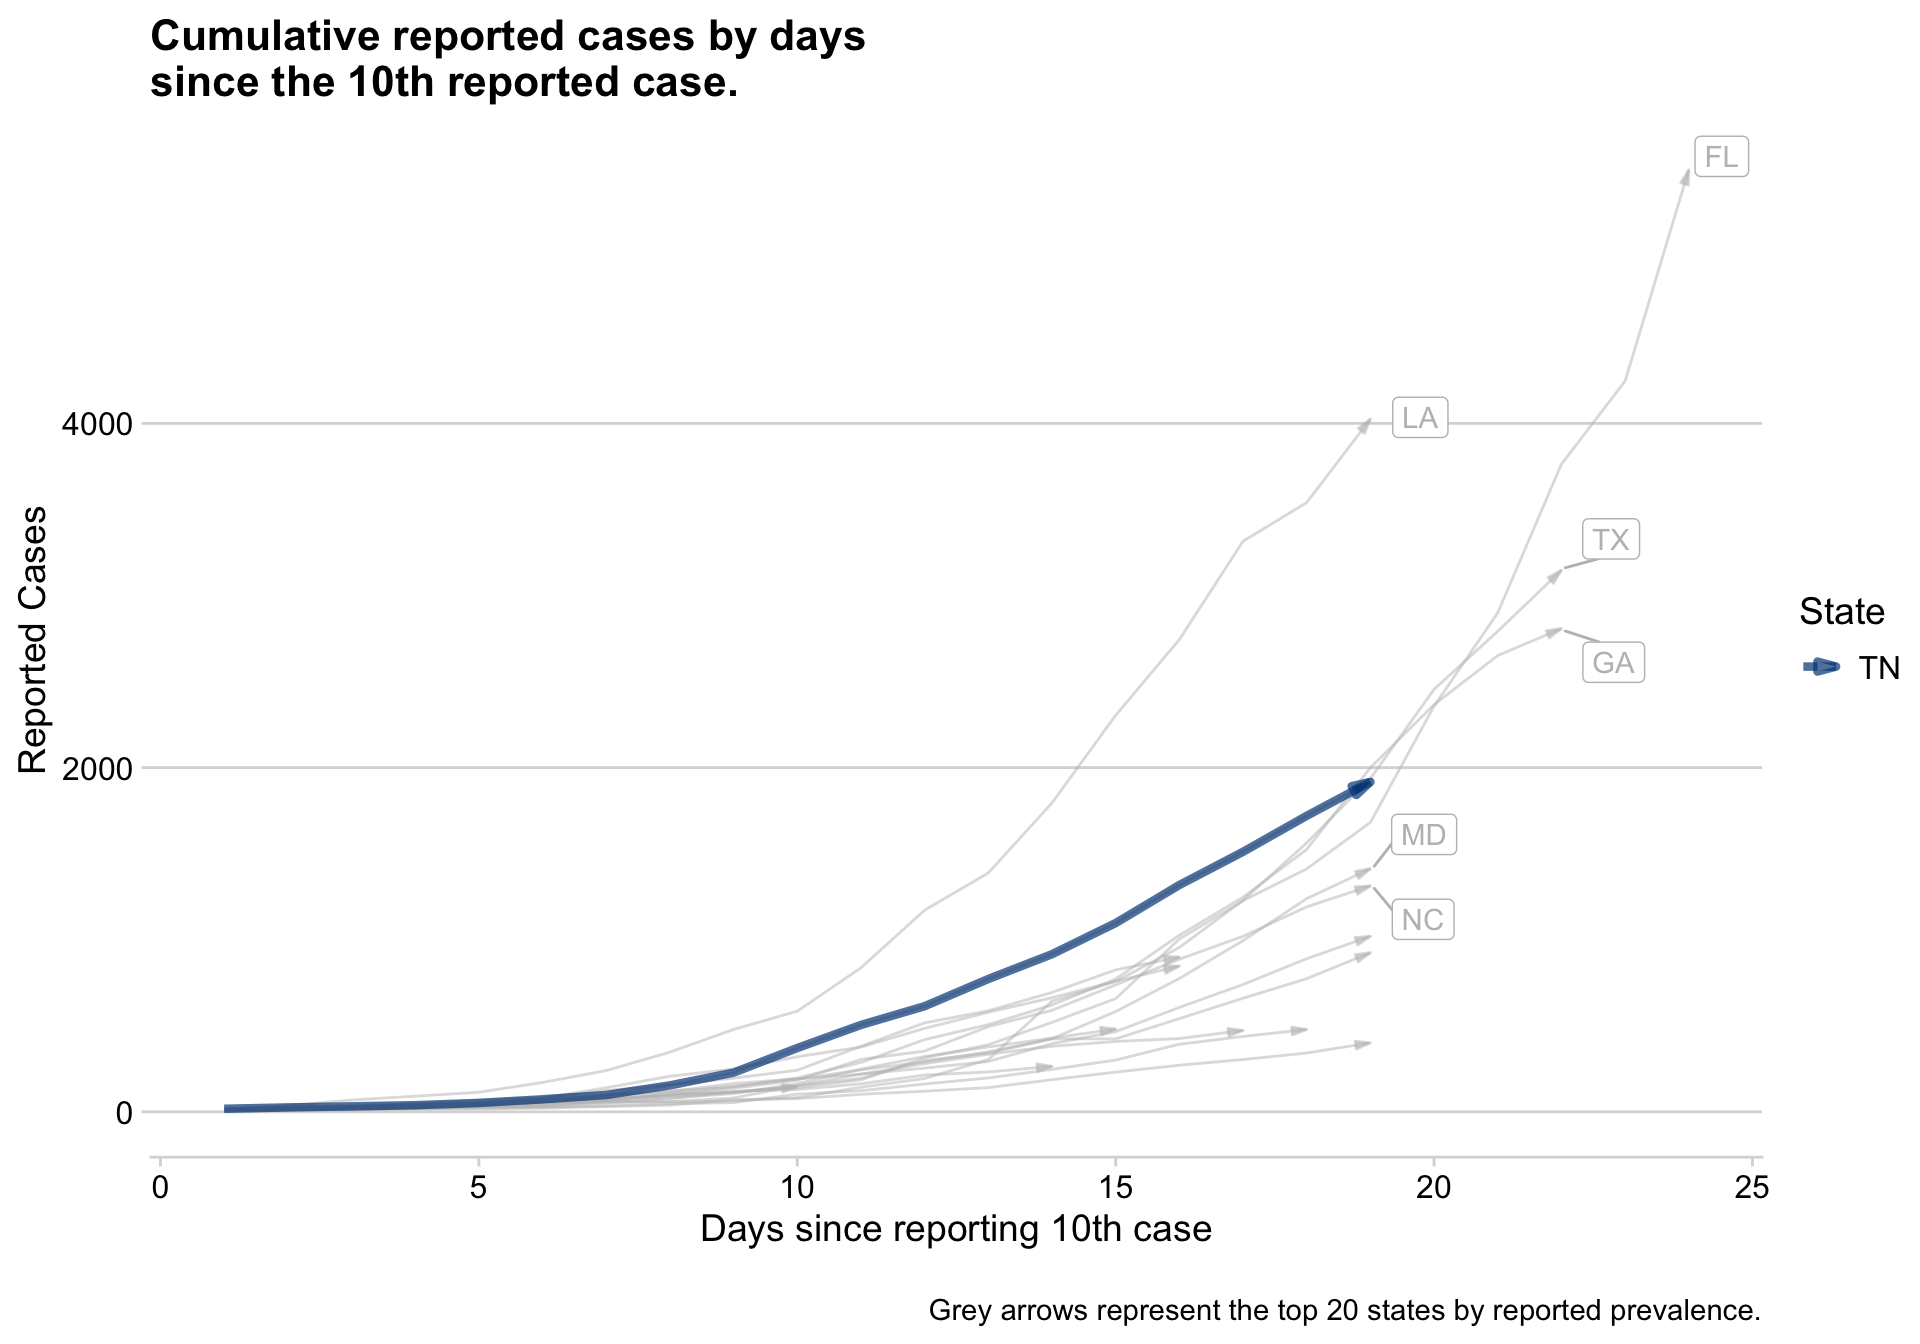 Cumulative reported cases by days
since the 10th reported case.
FL
4000
LA
TX
GA
Reported Cases
State
TN
2000
MD
NC
0
0 5 10 15 20 25
Days since reporting 10th case
Grey arrows represent the top 20 states by reported prevalence.